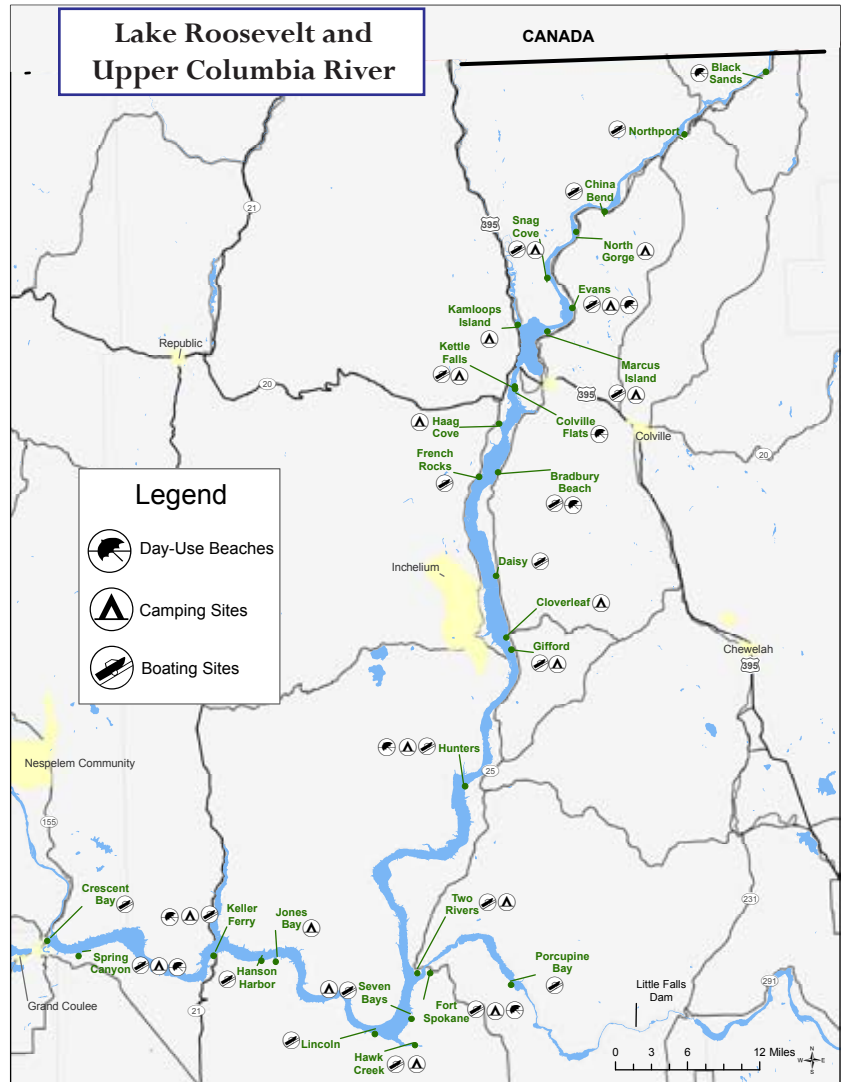 Lake Roosevelt and
Upper Columbia River
CANADA
Black
Sands
Northport
China
Bend
21
395
Snag
Cove
North
Gorge
Evans
Kamloops
Island
Republic
Kettle
Falls
Marcus
Island
20
395
Colville
Flats
Haag
Cove
Colville
20
French
Rocks
Bradbury
Beach
Legend
Day-Use Beaches
Camping Sites
Boating Sites
Inchelium
Daisy
Cloverleaf
Gifford
Chewelah
395
Hunters
25
Nespelem Community
155
Crescent
Bay
Keller
Ferry
Jones
Bay
Two
Rivers
231
Spring
Canyon
Hanson
Harbor
Seven
Bays
Fort
Spokane
Porcupine
Bay
Little Falls
Dam
291
Grand Coulee
21
Lincoln
Hawk
Creek
0 3 6 12 Miles
N
W E
S